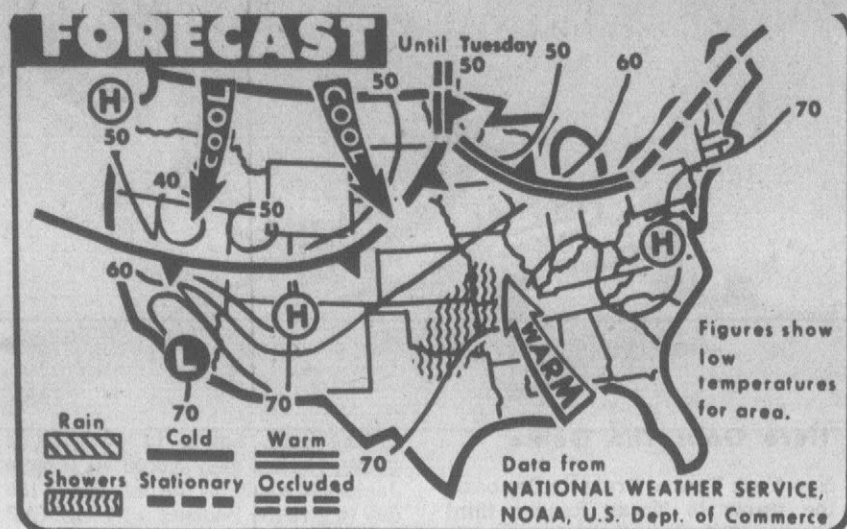 FORECAST
Until Tuesday
50
50
50
60
70
H
50
COOL
COOL
40
50
60
H
H
L
70
70
70
WARM
Figures show
low
temperatures
for area.
Rain
Cold
Warm
Showers
Stationary
Occluded
Data from
NATIONAL WEATHER SERVICE,
NOAA, U.S. Dept. of Commerce